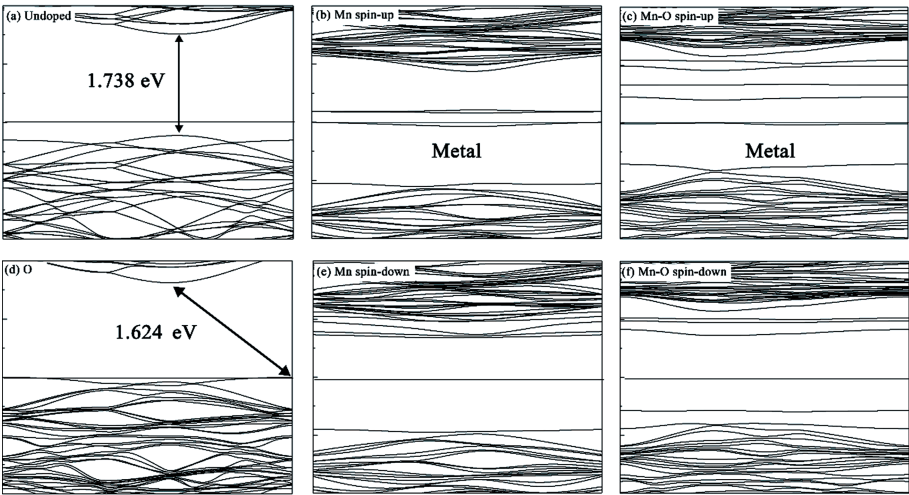 (a) Undoped
1.738 eV
(b) Mn spin-up
Metal
(c) Mn-O spin-up
Metal
(d) O
1.624 eV
(e) Mn spin-down
(f) Mn-O spin-down